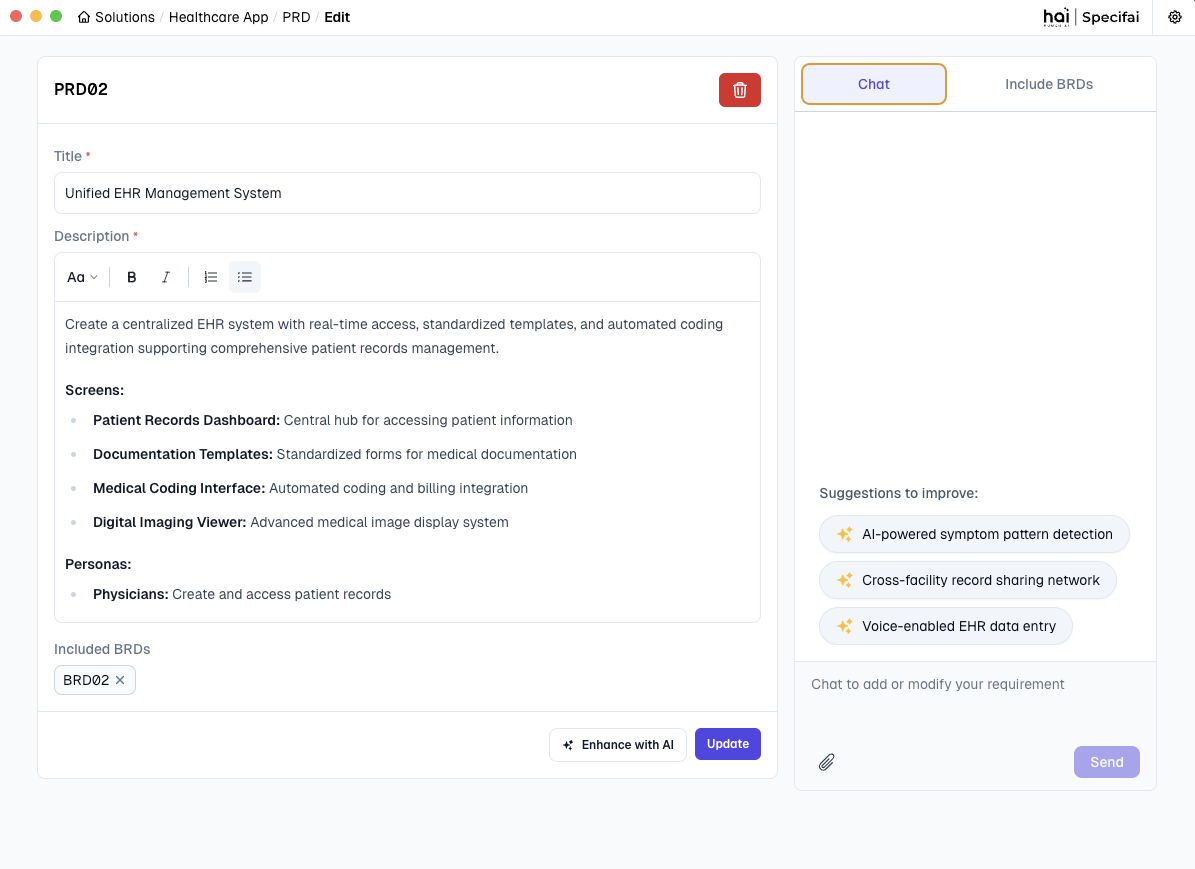 Solutions / Healthcare App / PRD / Edit
hai
HUMAN AI
Specifai
PRD02
Title *
Unified EHR Management System
Description *
Aa B I
Create a centralized EHR system with real-time access, standardized templates, and automated coding
integration supporting comprehensive patient records management.
Screens:
Patient Records Dashboard: Central hub for accessing patient information
Documentation Templates: Standardized forms for medical documentation
Medical Coding Interface: Automated coding and billing integration
Digital Imaging Viewer: Advanced medical image display system
Personas:
Physicians: Create and access patient records
Included BRDs
BRD02
Enhance with AI
Update
Chat
Include BRDs
Suggestions to improve:
AI-powered symptom pattern detection
Cross-facility record sharing network
Voice-enabled EHR data entry
Chat to add or modify your requirement
Send